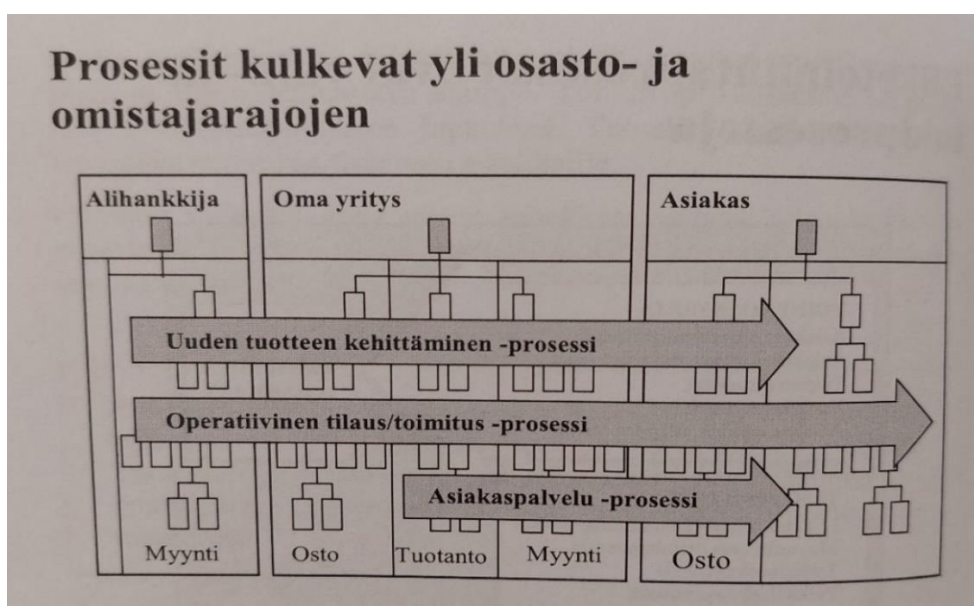 Prosessit kulkevat yli osasto- ja
omistajarajojen
Alihankkija
Oma yritys
Asiakas
Uuden tuotteen kehittäminen -prosessi
Operatiivinen tilaus/toimitus -prosessi
Asiakaspalvelu -prosessi
Myynti
Osto
Tuotanto
Myynti
Osto